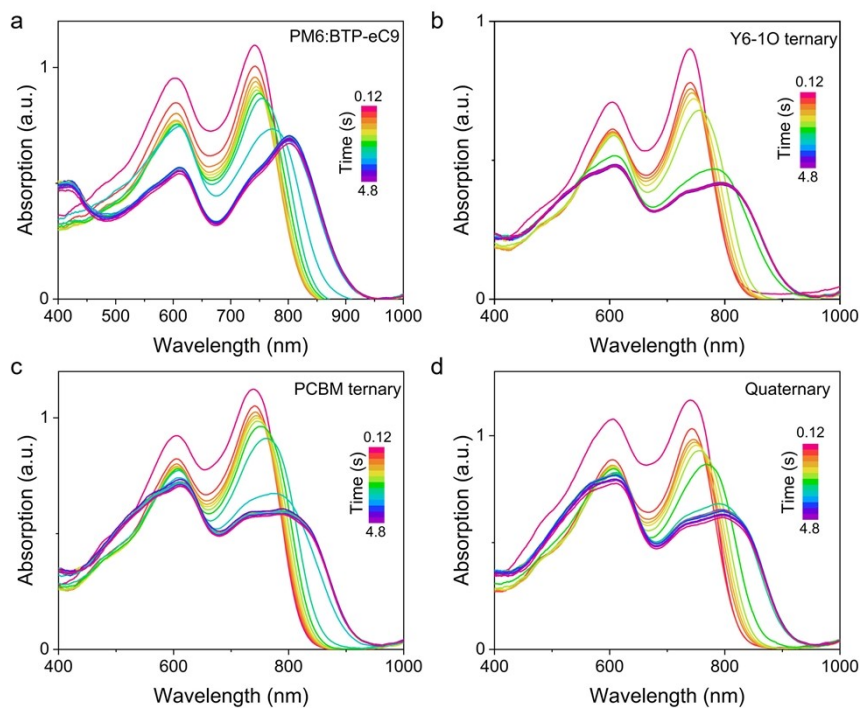 a
PM6:BTP-eC9
Absorption (a.u.)
1
0
0.12
Time (s)
4.8
400 500 600 700 800 900 1000
Wavelength (nm)
b
Y6-1O ternary
Absorption (a.u.)
1
0
0.12
Time (s)
4.8
400 600 800 1000
Wavelength (nm)
c
PCBM ternary
Absorption (a.u.)
1
0
0.12
Time (s)
4.8
400 600 800 1000
Wavelength (nm)
d
Quaternary
Absorption (a.u.)
1
0
0.12
Time (s)
4.8
400 600 800 1000
Wavelength (nm)